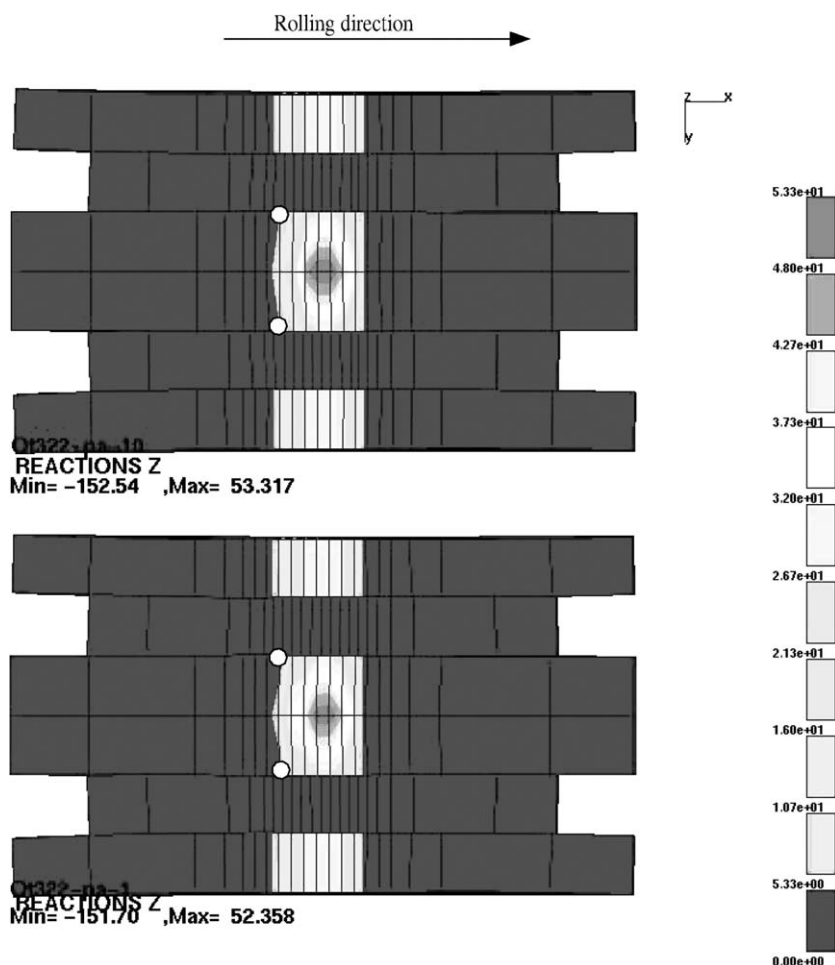 Rolling direction
z x
y
REACTIONS Z
Min= -152.54 ,Max= 53.317
REACTIONS Z
Min= -151.70 ,Max= 52.358
5.33e+01
4.80e+01
4.27e+01
3.73e+01
3.20e+01
2.67e+01
2.13e+01
1.60e+01
1.07e+01
5.33e+00
0.00e+00